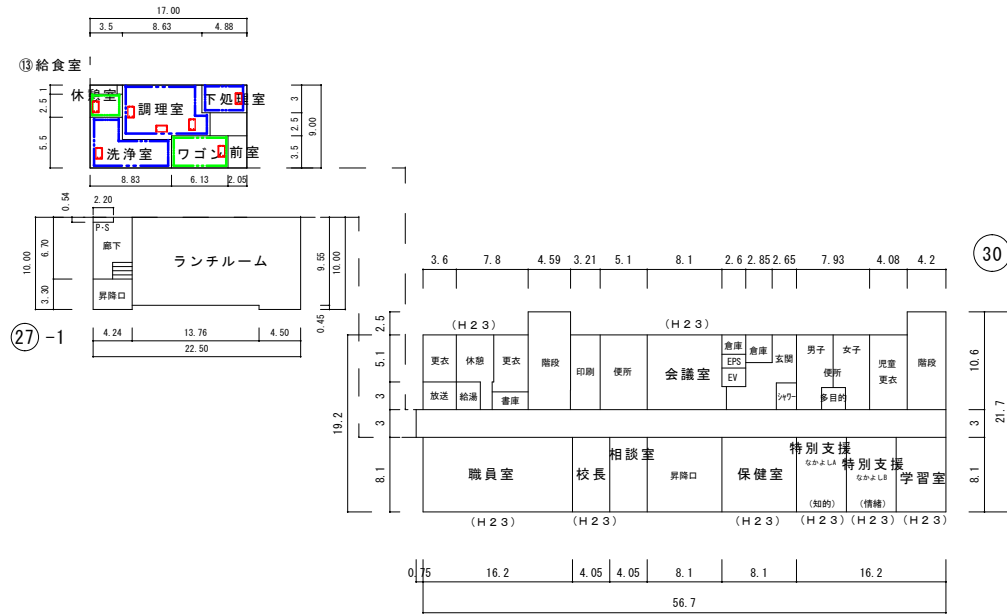 17.00
3.5 8.63 4.88
⑬給食室
休憩室
調理室
下処理室
洗浄室
ワゴン
前室
1
2.5
5.5
3
2.5
3.5
9.00
8.83 6.13 2.05
0.54
2.20
P・S
廊下
ランチルーム
昇降口
10.00
6.70
3.30
9.55
10.00
0.45
4.24 13.76 4.50
22.50
27 -1
30
3.6 7.8 4.59 3.21 5.1 8.1 2.6 2.85 2.65 7.93 4.08 4.2
(H23) (H23)
更衣 休憩 更衣 階段 印刷 便所 会議室 倉庫 倉庫 玄関 男子 女子 児童 階段
EPS 便所 更衣
EV
放送 給湯 書庫 シャワー 多目的
2.5
5.1
3
3
8.1
19.2
10.6
3
8.1
21.7
職員室 校長 相談室 昇降口 保健室 特別支援 特別支援 学習室
なかよしA なかよしB
(知的) (情緒)
(H23) (H23) (H23) (H23) (H23) (H23)
0.75 16.2 4.05 4.05 8.1 8.1 16.2
56.7